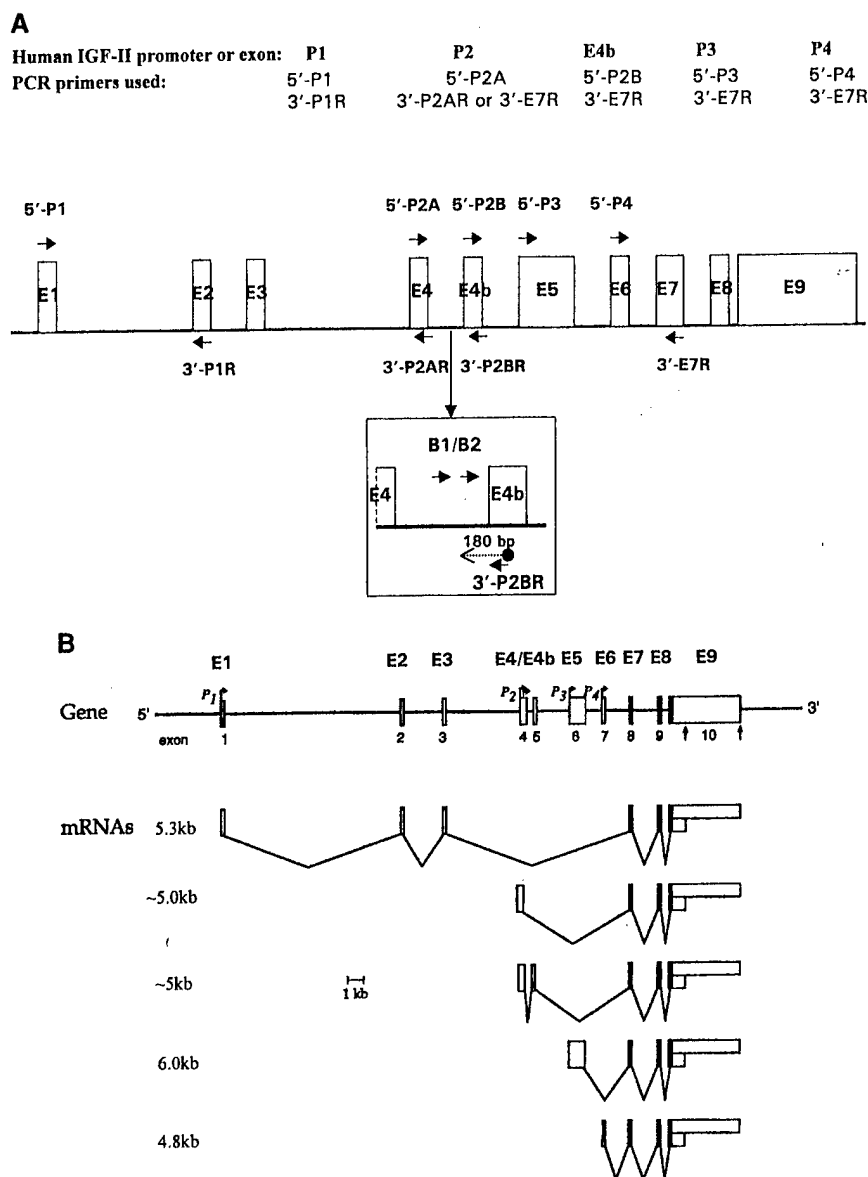 A
Human IGF-II promoter or exon: P1 P2 E4b P3 P4
PCR primers used: 5'-P1 5'-P2A 5'-P2B 5'-P3 5'-P4
3'-P1R 3'-P2AR or 3'-E7R 3'-E7R 3'-E7R 3'-E7R
5'-P1 5'-P2A 5'-P2B 5'-P3 5'-P4
E1 E2 E3 E4 E4b E5 E6 E7 E8 E9
3'-P1R 3'-P2AR 3'-P2BR 3'-E7R
B1/B2
E4 E4b
180 bp
3'-P2BR
B
E1 E2 E3 E4/E4b E5 E6 E7 E8 E9
P1 P2 P3 P4
Gene 5' 3'
exon 1 2 3 4 5 6 7 8 9 10
mRNAs 5.3kb
~5.0kb
~5kb
1 kb
6.0kb
4.8kb